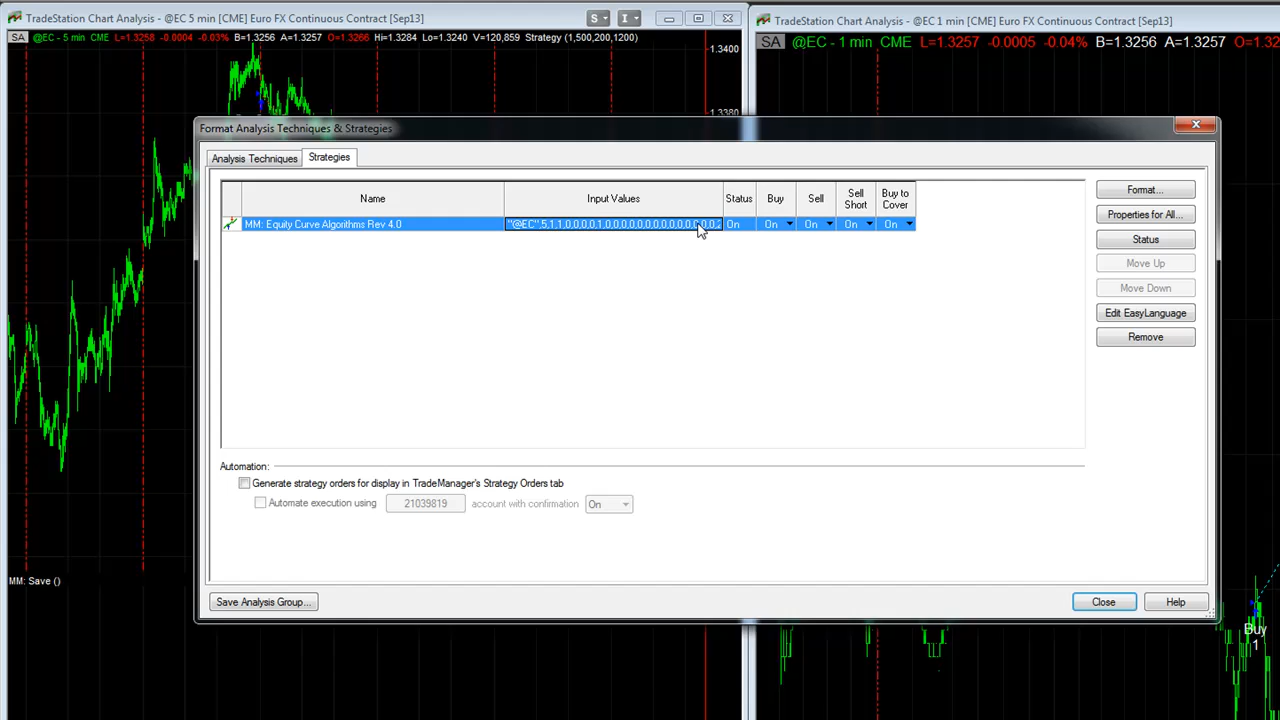 TradeStation Chart Analysis - @EC 5 min [CME] Euro FX Continuous Contract [Sep13]
S
I
SA @EC - 5 min CME L=1.3258 -0.0004 -0.03% B=1.3256 A=1.3257 O=1.3266 Hi=1.3284 Lo=1.3240 V=120,859 Strategy (1,500,200,1200)
1.3400
1.3380
TradeStation Chart Analysis - @EC 1 min [CME] Euro FX Continuous Contract [Sep13]
SA @EC - 1 min CME L=1.3257 -0.0005 -0.04% B=1.3256 A=1.3257 O=1.32
Format Analysis Techniques & Strategies
Analysis Techniques Strategies
Name Input Values Status Buy Sell Sell Short Buy to Cover
MM: Equity Curve Algorithms Rev 4.0 On On On On On
Format...
Properties for All...
Status
Move Up
Move Down
Edit EasyLanguage
Remove
Automation:
Generate strategy orders for display in TradeManager's Strategy Orders tab
Automate execution using 21039819 account with confirmation On
Save Analysis Group... Close Help
MM: Save ()
Buy
1